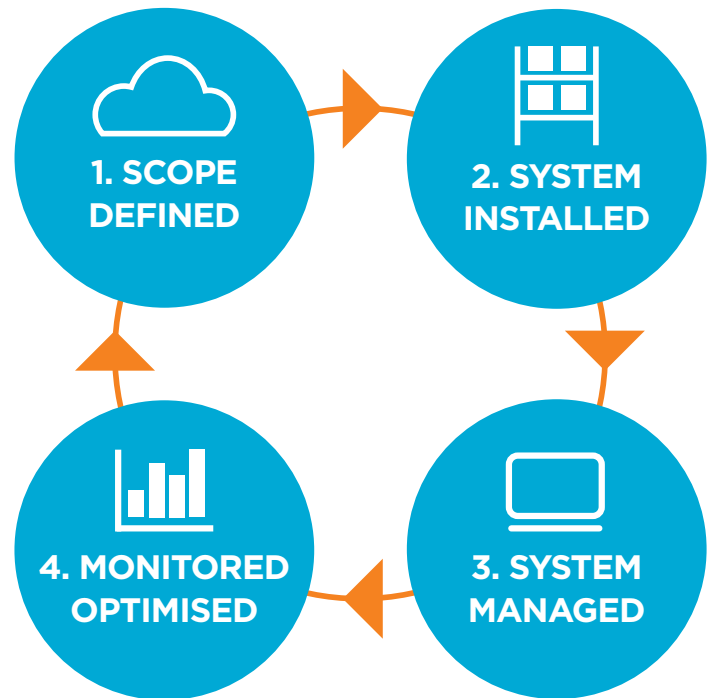 1. SCOPE
DEFINED
2. SYSTEM
INSTALLED
3. SYSTEM
MANAGED
4. MONITORED
OPTIMISED